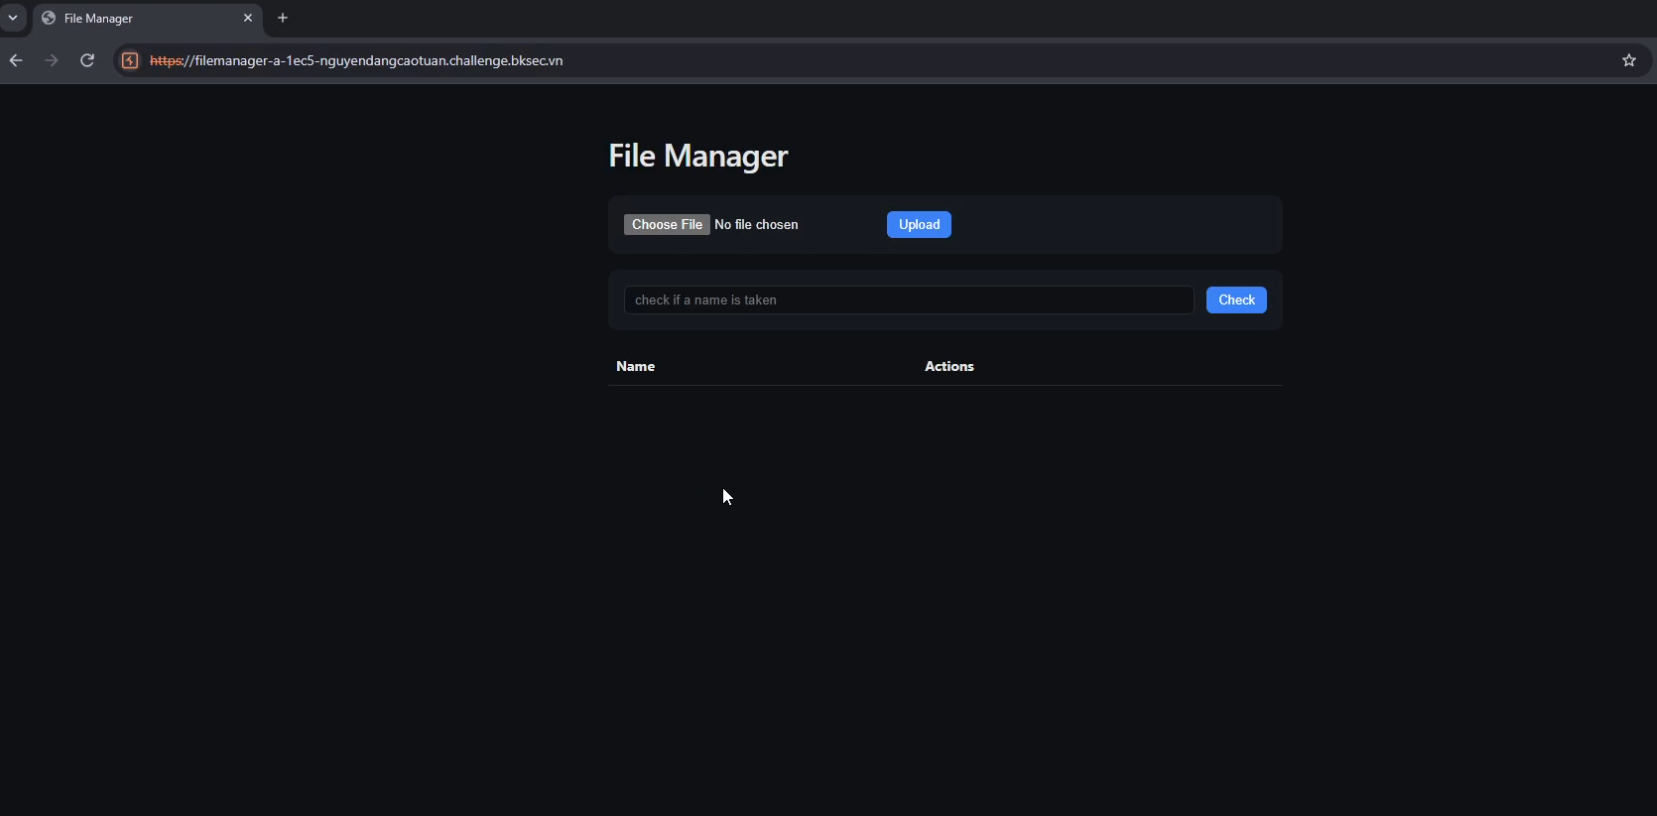 File Manager
https://filemanager-a-1ec5-nguyendangcaotuan.challenge.bksec.vn
File Manager
Choose File No file chosen Upload
check if a name is taken Check
Name Actions